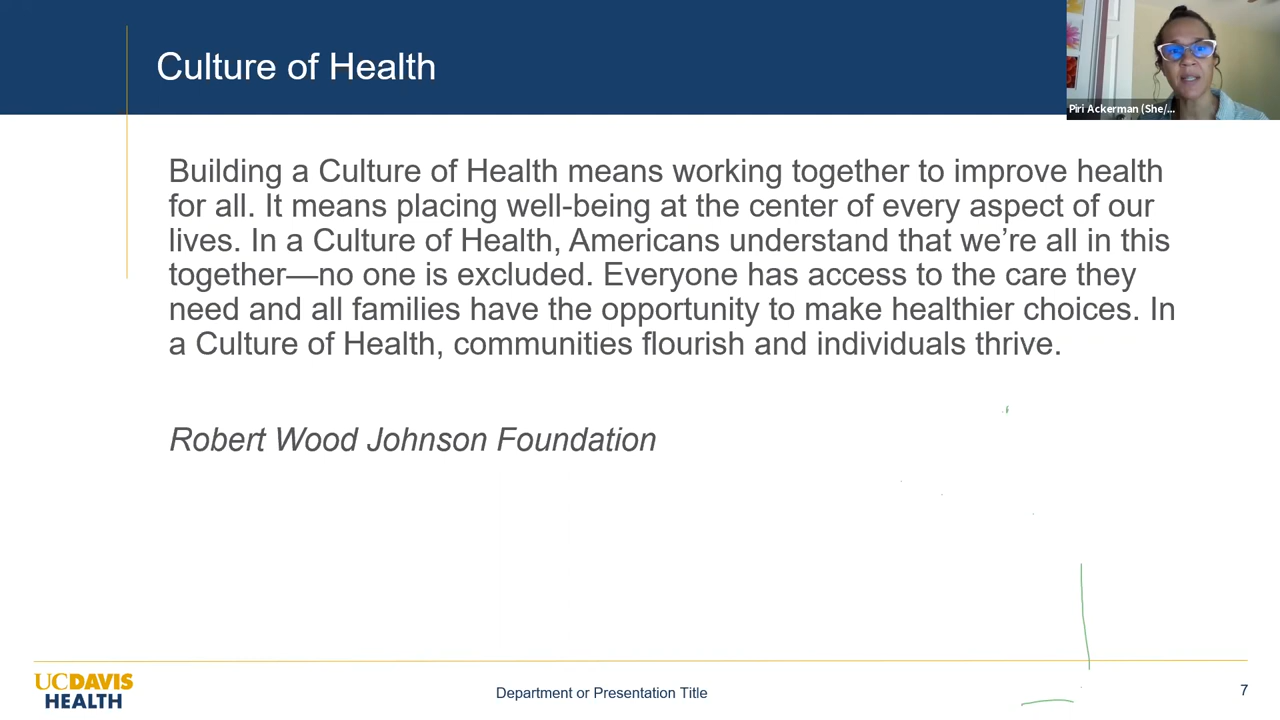 Culture of Health
Piri Ackerman (She/...
Building a Culture of Health means working together to improve health
for all. It means placing well-being at the center of every aspect of our
lives. In a Culture of Health, Americans understand that we’re all in this
together—no one is excluded. Everyone has access to the care they
need and all families have the opportunity to make healthier choices. In
a Culture of Health, communities flourish and individuals thrive.
Robert Wood Johnson Foundation
UCDAVIS
HEALTH
Department or Presentation Title
7